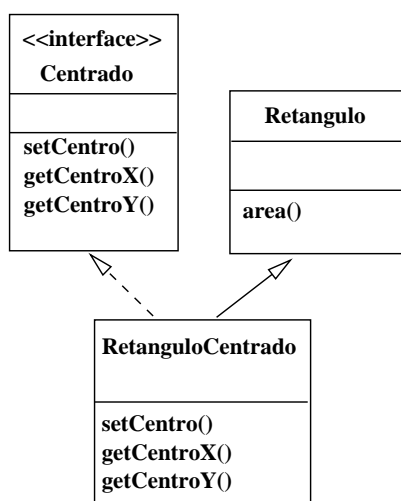 <<interface>>
Centrado
setCentro()
getCentroX()
getCentroY()
Retangulo
area()
RetanguloCentrado
setCentro()
getCentroX()
getCentroY()